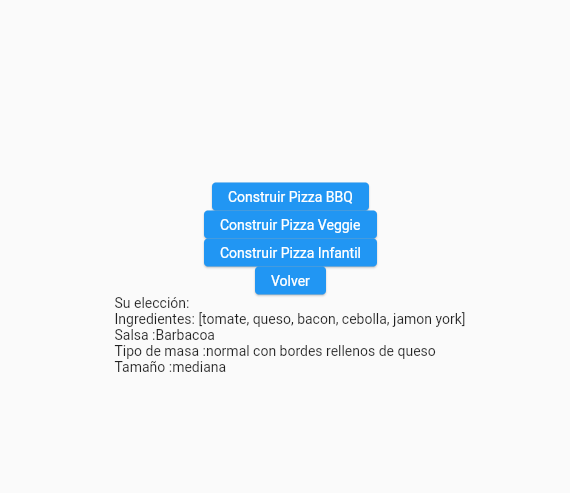 Construir Pizza BBQ
Construir Pizza Veggie
Construir Pizza Infantil
Volver
Su elección:
Ingredientes: [tomate, queso, bacon, cebolla, jamon york]
Salsa :Barbacoa
Tipo de masa :normal con bordes rellenos de queso
Tamaño :mediana